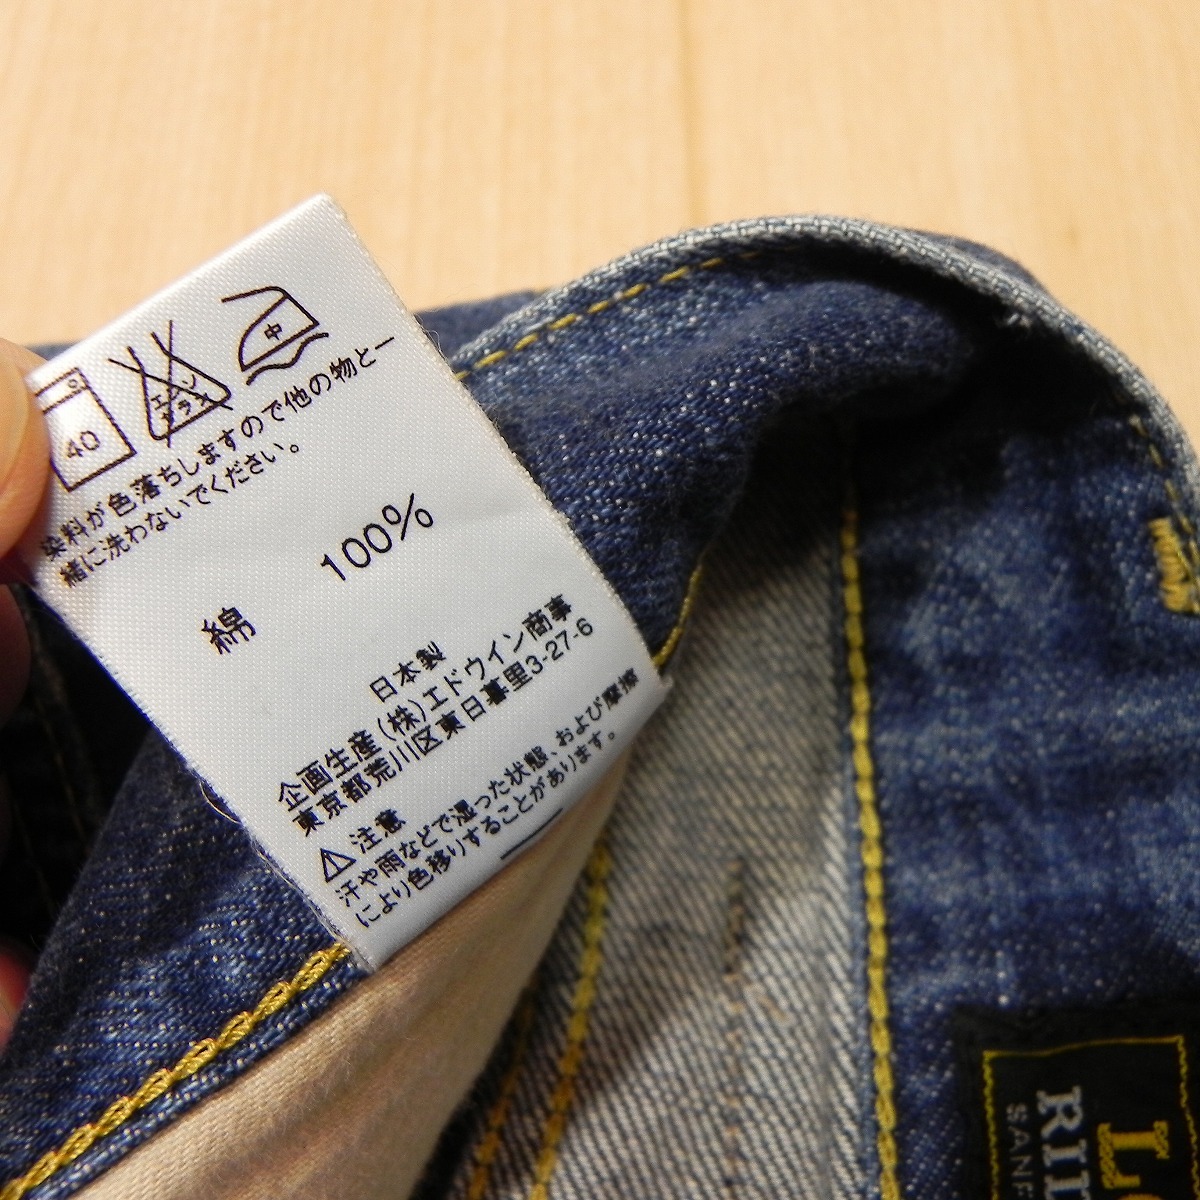 40
エンソ
サラシ
中
染料が色落ちしますので他の物と一
緒に洗わないでください。
綿 100%
日本製
企画生産(株)エドウイン商事
東京都荒川区東日暮里3-27-6
⚠注意
汗や雨などで湿った状態、および摩擦
により色移りすることがあります。